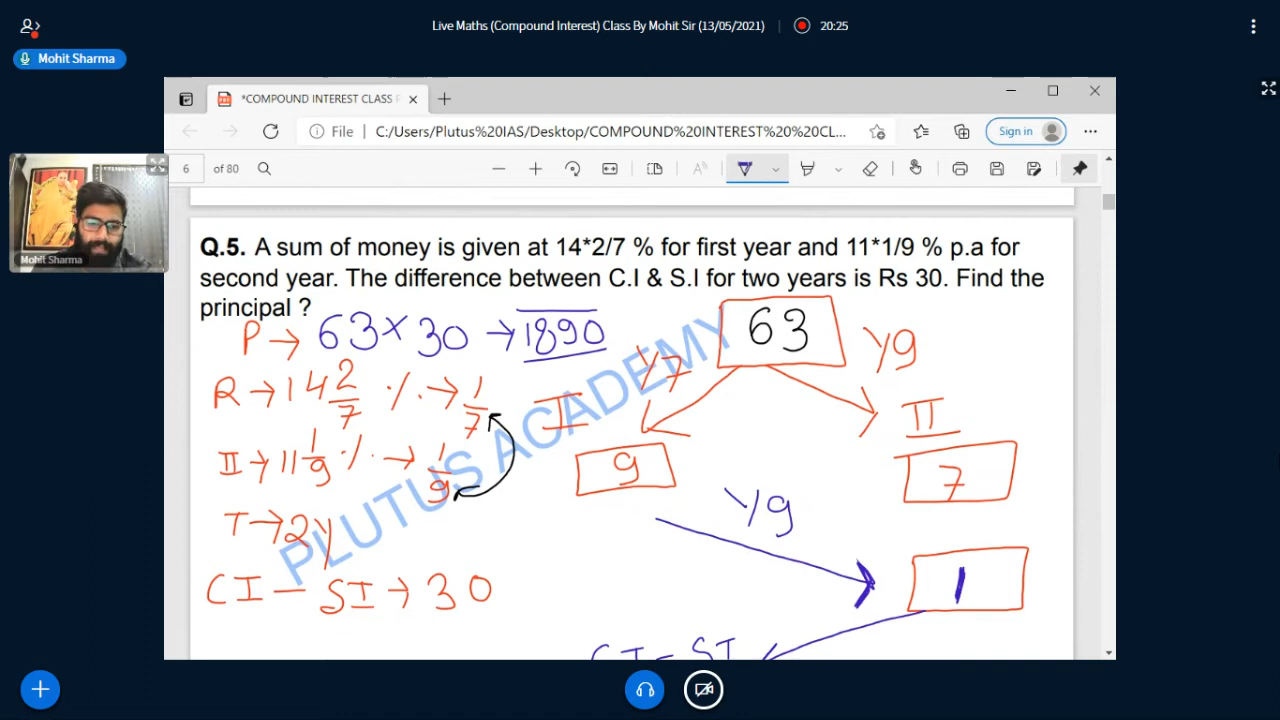 Live Maths (Compound Interest) Class By Mohit Sir (13/05/2021)
20:25
Mohit Sharma
*COMPOUND INTEREST CLASS P
File
C:/Users/Plutus%20IAS/Desktop/COMPOUND%20INTEREST%20%20CL...
Sign in
6
of 80
Mohit Sharma
Q.5. A sum of money is given at 14*2/7 % for first year and 11*1/9 % p.a for
second year. The difference between C.I & S.I for two years is Rs 30. Find the
principal ?
P → 63 × 30 → 1890
63
1/7
1/9
R → 14 2/7 % → 1/7
I
II
II → 11 1/9 % → 1/9
9
7
T → 2y
1/9
CI - SI → 30
1
CI - SI
PLUTUS ACADEMY